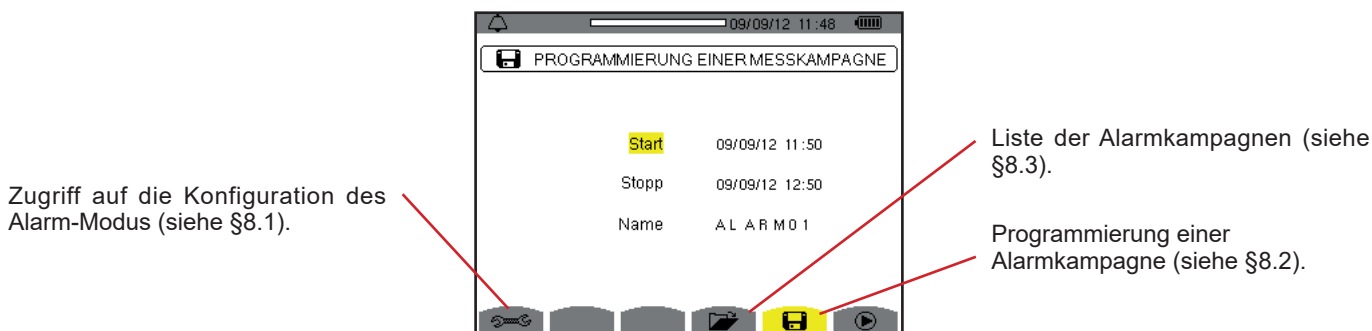 09/09/12 11:48
PROGRAMMIERUNG EINER MESSKAMPAGNE
Start 09/09/12 11:50
Stopp 09/09/12 12:50
Name ALARM01
Zugriff auf die Konfiguration des
Alarm-Modus (siehe §8.1).
Liste der Alarmkampagnen (siehe
§8.3).
Programmierung einer
Alarmkampagne (siehe §8.2).